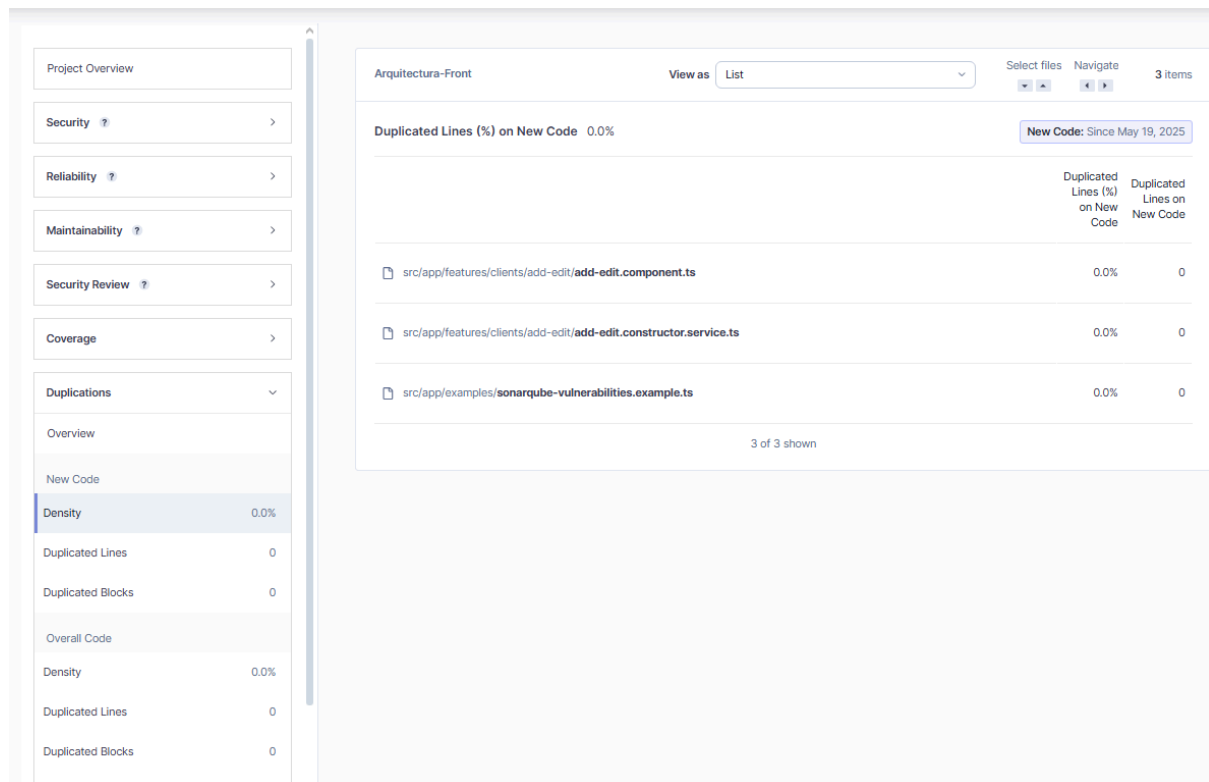 Project Overview
Security ?
Reliability ?
Maintainability ?
Security Review ?
Coverage
Duplications
Overview
New Code
Density 0.0%
Duplicated Lines 0
Duplicated Blocks 0
Overall Code
Density 0.0%
Duplicated Lines 0
Duplicated Blocks 0
Arquitectura-Front
View as List
Select files Navigate
3 items
Duplicated Lines (%) on New Code 0.0%
New Code: Since May 19, 2025
Duplicated
Lines (%)
on New
Code
Duplicated
Lines on
New Code
src/app/features/clients/add-edit/add-edit.component.ts 0.0% 0
src/app/features/clients/add-edit/add-edit.constructor.service.ts 0.0% 0
src/app/examples/sonarqube-vulnerabilities.example.ts 0.0% 0
3 of 3 shown